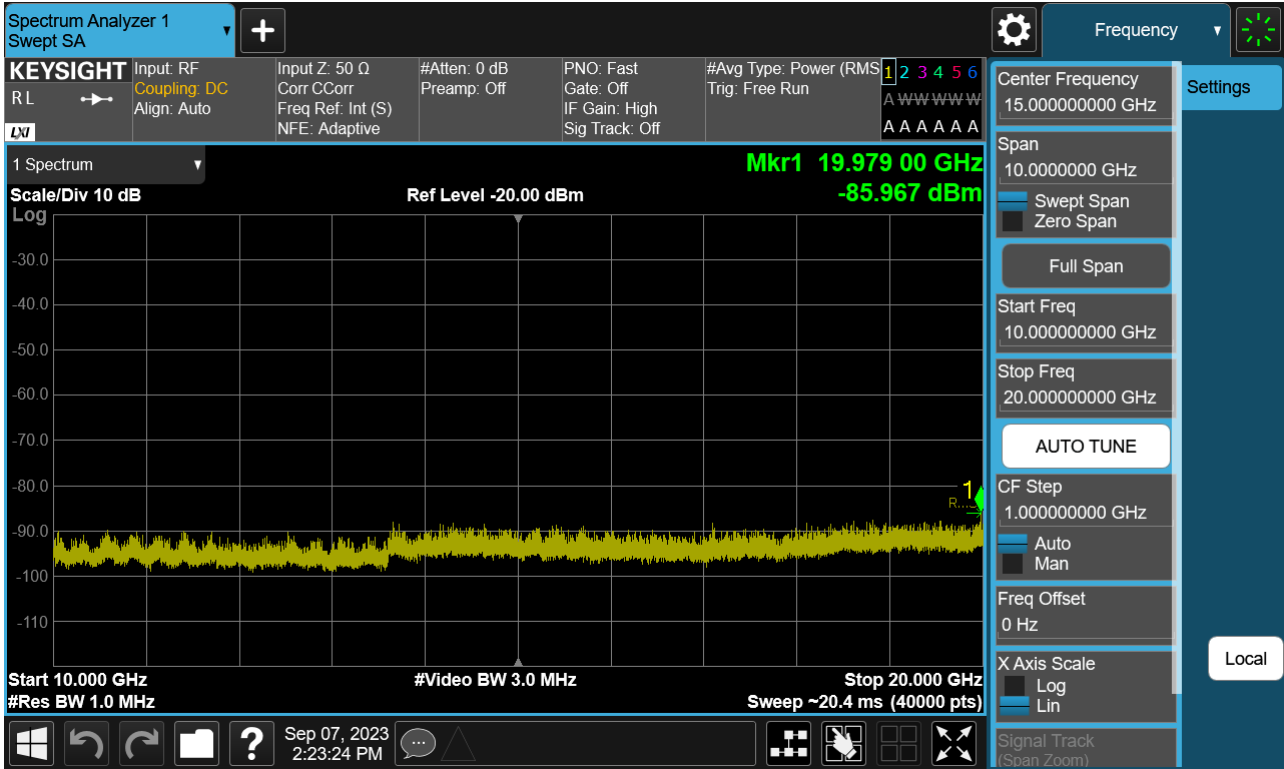 Spectrum Analyzer 1
Swept SA
Frequency
KEYSIGHT
R L
LXI
Input: RF
Coupling: DC
Align: Auto
Input Z: 50 Ω
Corr CCorr
Freq Ref: Int (S)
NFE: Adaptive
#Atten: 0 dB
Preamp: Off
PNO: Fast
Gate: Off
IF Gain: High
Sig Track: Off
#Avg Type: Power (RMS
Trig: Free Run
1 2 3 4 5 6
A W W W W W
A A A A A A
1 Spectrum
Mkr1 19.979 00 GHz
Scale/Div 10 dB
Ref Level -20.00 dBm
-85.967 dBm
Log
-30.0
-40.0
-50.0
-60.0
-70.0
-80.0
-90.0
-100
-110
1
Start 10.000 GHz
#Video BW 3.0 MHz
Stop 20.000 GHz
#Res BW 1.0 MHz
Sweep ~20.4 ms (40000 pts)
Sep 07, 2023
2:23:24 PM
Center Frequency
15.000000000 GHz
Span
10.0000000 GHz
Swept Span
Zero Span
Full Span
Start Freq
10.000000000 GHz
Stop Freq
20.000000000 GHz
AUTO TUNE
CF Step
1.000000000 GHz
Auto
Man
Freq Offset
0 Hz
X Axis Scale
Log
Lin
Signal Track
(Span Zoom)
Settings
Local